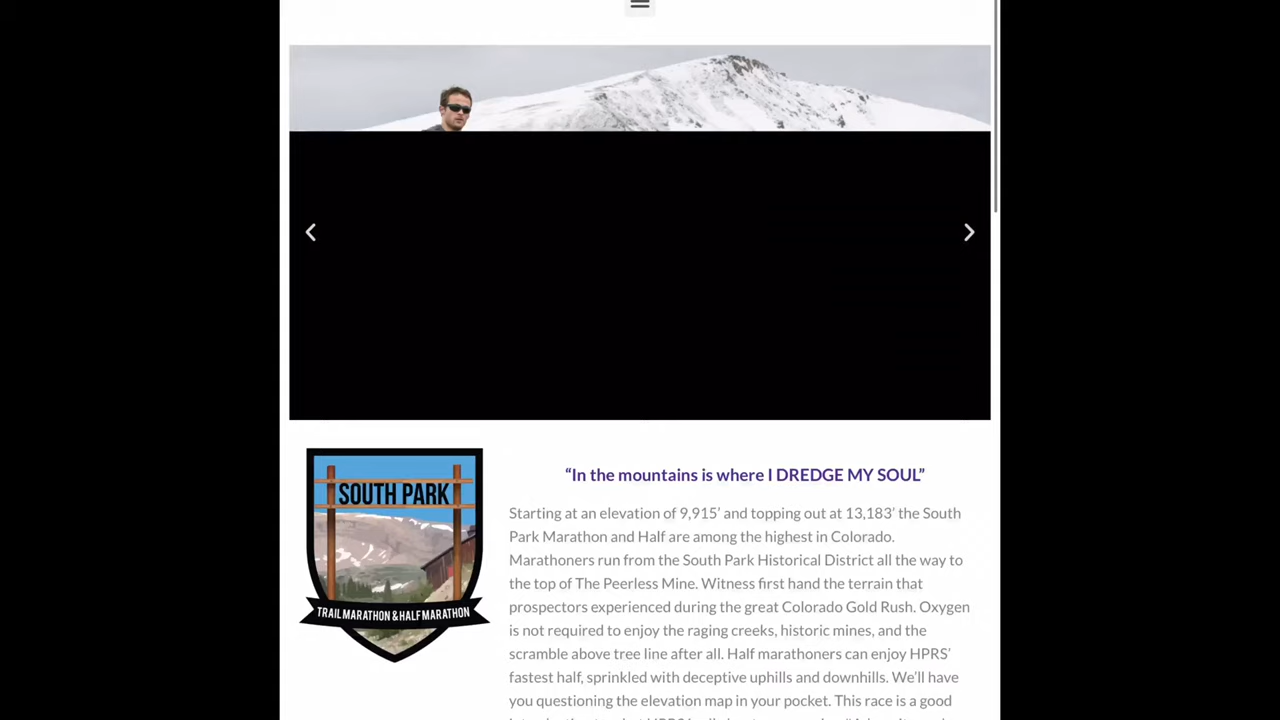 “In the mountains is where I DREDGE MY SOUL”
SOUTH PARK
TRAIL MARATHON & HALF MARATHON
Starting at an elevation of 9,915’ and topping out at 13,183’ the South
Park Marathon and Half are among the highest in Colorado.
Marathoners run from the South Park Historical District all the way to
the top of The Peerless Mine. Witness first hand the terrain that
prospectors experienced during the great Colorado Gold Rush. Oxygen
is not required to enjoy the raging creeks, historic mines, and the
scramble above tree line after all. Half marathoners can enjoy HPRS’
fastest half, sprinkled with deceptive uphills and downhills. We’ll have
you questioning the elevation map in your pocket. This race is a good